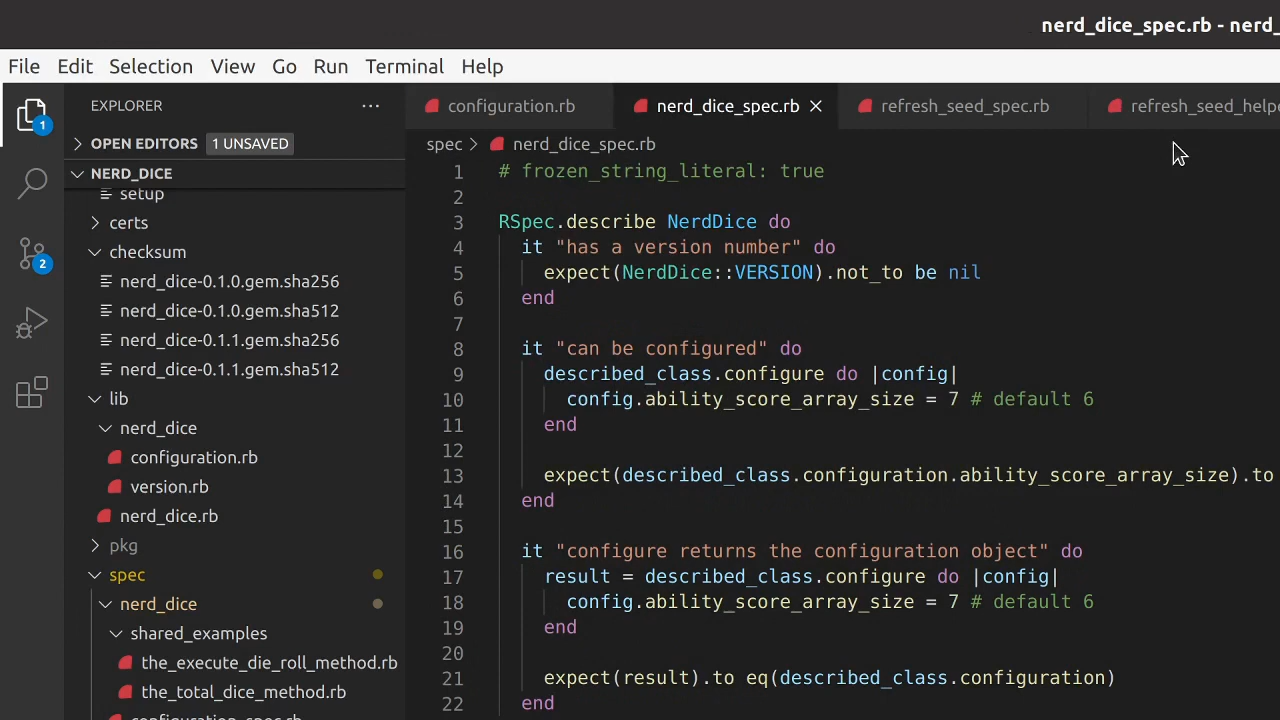 nerd_dice_spec.rb - nerd_
File Edit Selection View Go Run Terminal Help
EXPLORER
OPEN EDITORS 1 UNSAVED
NERD_DICE
setup
certs
checksum
nerd_dice-0.1.0.gem.sha256
nerd_dice-0.1.0.gem.sha512
nerd_dice-0.1.1.gem.sha256
nerd_dice-0.1.1.gem.sha512
lib
nerd_dice
configuration.rb
version.rb
nerd_dice.rb
pkg
spec
nerd_dice
shared_examples
the_execute_die_roll_method.rb
the_total_dice_method.rb
configuration_spec.rb
1
2
configuration.rb nerd_dice_spec.rb refresh_seed_spec.rb refresh_seed_helpe
spec > nerd_dice_spec.rb
1 # frozen_string_literal: true
2
3 RSpec.describe NerdDice do
4 it "has a version number" do
5 expect(NerdDice::VERSION).not_to be nil
6 end
7
8 it "can be configured" do
9 described_class.configure do |config|
10 config.ability_score_array_size = 7 # default 6
11 end
12
13 expect(described_class.configuration.ability_score_array_size).to
14 end
15
16 it "configure returns the configuration object" do
17 result = described_class.configure do |config|
18 config.ability_score_array_size = 7 # default 6
19 end
20
21 expect(result).to eq(described_class.configuration)
22 end